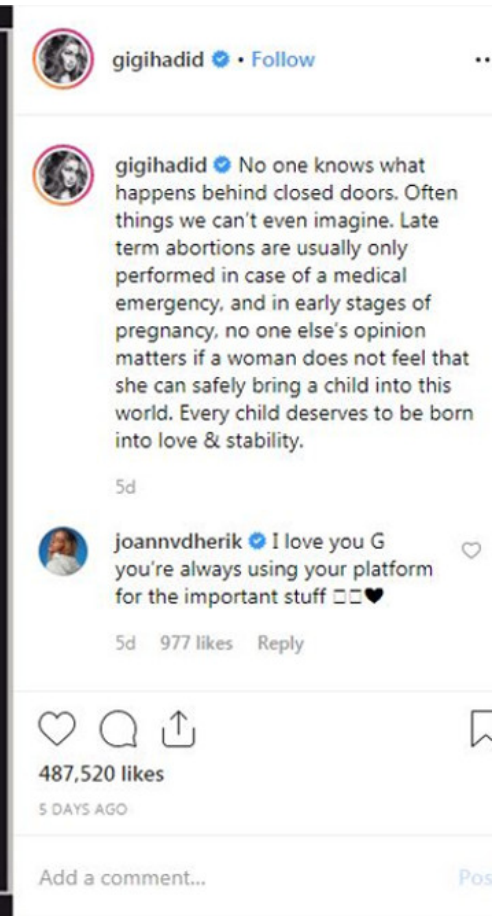 gigihadid • Follow
gigihadid No one knows what
happens behind closed doors. Often
things we can't even imagine. Late
term abortions are usually only
performed in case of a medical
emergency, and in early stages of
pregnancy, no one else's opinion
matters if a woman does not feel that
she can safely bring a child into this
world. Every child deserves to be born
into love & stability.
5d
joannvdherik I love you G
you're always using your platform
for the important stuff □□♥
5d 977 likes Reply
487,520 likes
5 DAYS AGO
Add a comment... Pos